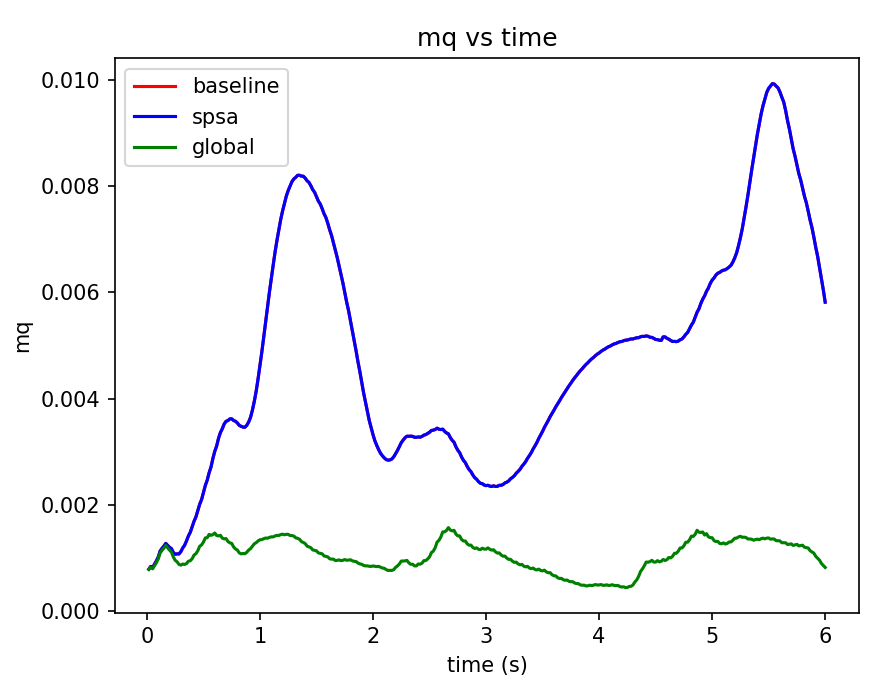 mq vs time
baseline
spsa
global
0.010
0.008
0.006
0.004
0.002
0.000
mq
0 1 2 3 4 5 6
time (s)